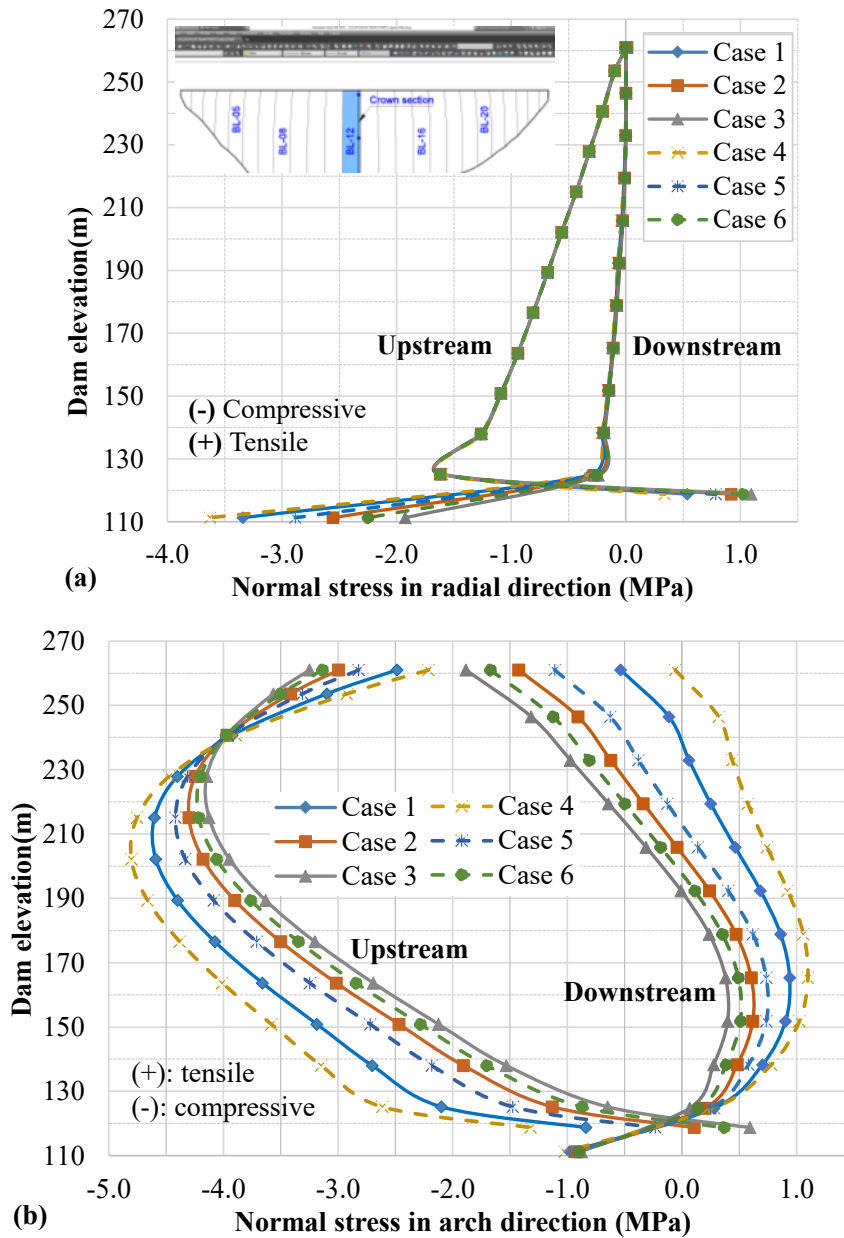 270
250
230
210
190
170
150
130
110
Dam elevation(m)
BL-05
BL-08
BL-12
Crown section
BL-16
BL-20
Case 1
Case 2
Case 3
Case 4
Case 5
Case 6
Upstream
Downstream
(-) Compressive
(+) Tensile
-4.0 -3.0 -2.0 -1.0 0.0 1.0
(a) Normal stress in radial direction (MPa)
270
250
230
210
190
170
150
130
110
Dam elevation(m)
Case 1 Case 4
Case 2 Case 5
Case 3 Case 6
Upstream
Downstream
(+): tensile
(-): compressive
-5.0 -4.0 -3.0 -2.0 -1.0 0.0 1.0
(b) Normal stress in arch direction (MPa)